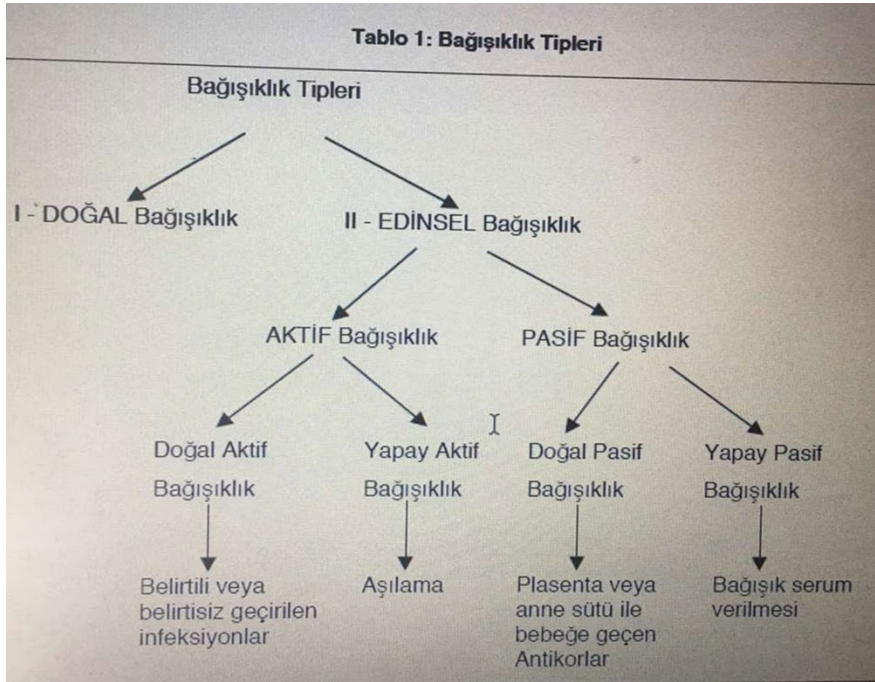 Tablo 1: Bağışıklık Tipleri
Bağışıklık Tipleri
I - DOĞAL Bağışıklık
II - EDİNSEL Bağışıklık
AKTİF Bağışıklık
PASİF Bağışıklık
Doğal Aktif
Bağışıklık
Yapay Aktif
Bağışıklık
Doğal Pasif
Bağışıklık
Yapay Pasif
Bağışıklık
Belirtili veya
belirtisiz geçirilen
infeksiyonlar
Aşılama
Plasenta veya
anne sütü ile
bebeğe geçen
Antikorlar
Bağışık serum
verilmesi